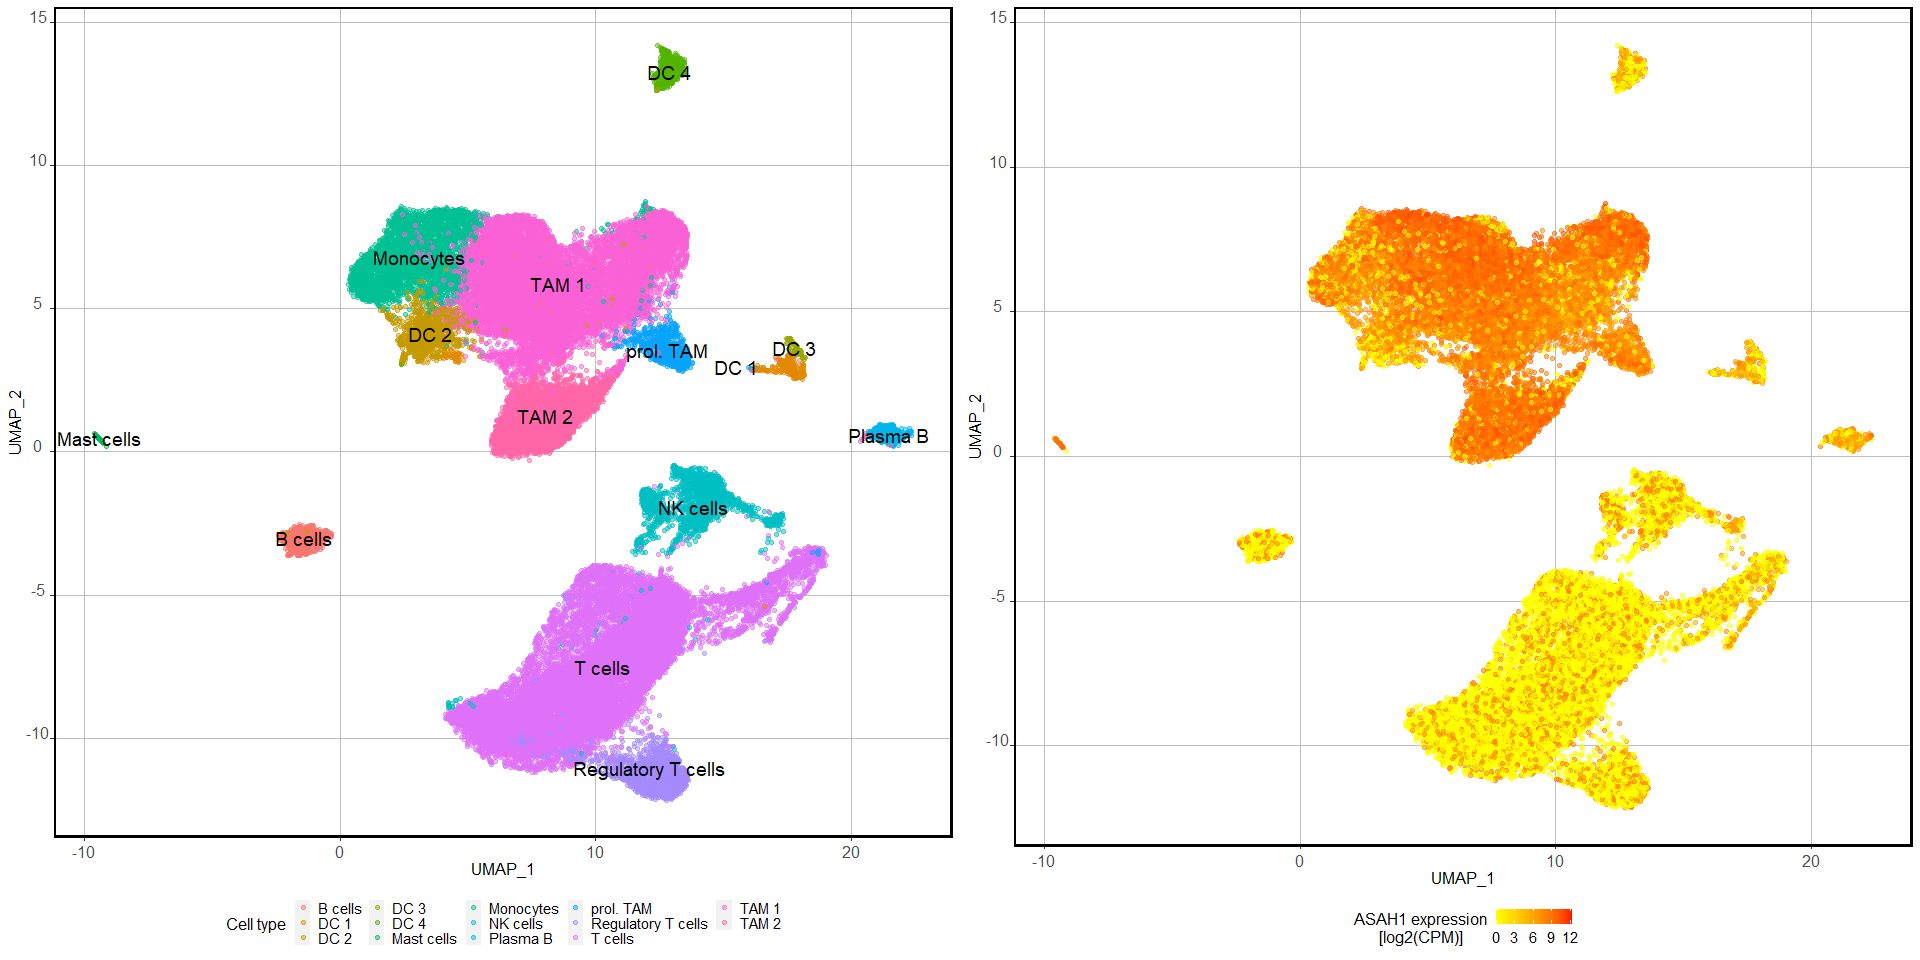 15
10
5
0
-5
-10
UMAP_2
DC 4
Monocytes
TAM 1
DC 2
prol. TAM
DC 3
DC 1
TAM 2
Mast cells
Plasma B
NK cells
B cells
T cells
Regulatory T cells
-10 0 10 20
UMAP_1
Cell type
B cells DC 3 Monocytes prol. TAM TAM 1
DC 1 DC 4 NK cells Regulatory T cells TAM 2
DC 2 Mast cells Plasma B T cells
15
10
5
0
-5
-10
UMAP_2
-10 0 10 20
UMAP_1
ASAH1 expression
[log2(CPM)]
0 3 6 9 12